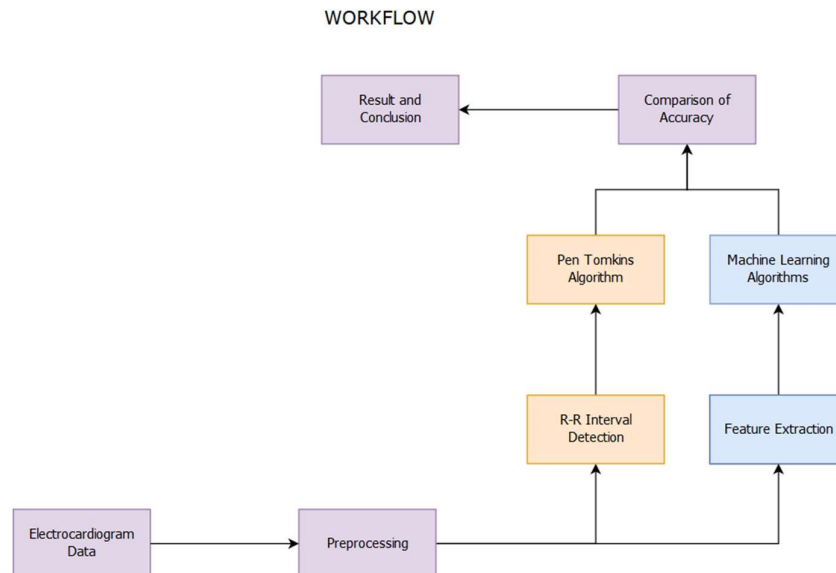 WORKFLOW
Result and
Conclusion
Comparison of
Accuracy
Pen Tomkins
Algorithm
Machine Learning
Algorithms
R-R Interval
Detection
Feature Extraction
Electrocardiogram
Data
Preprocessing